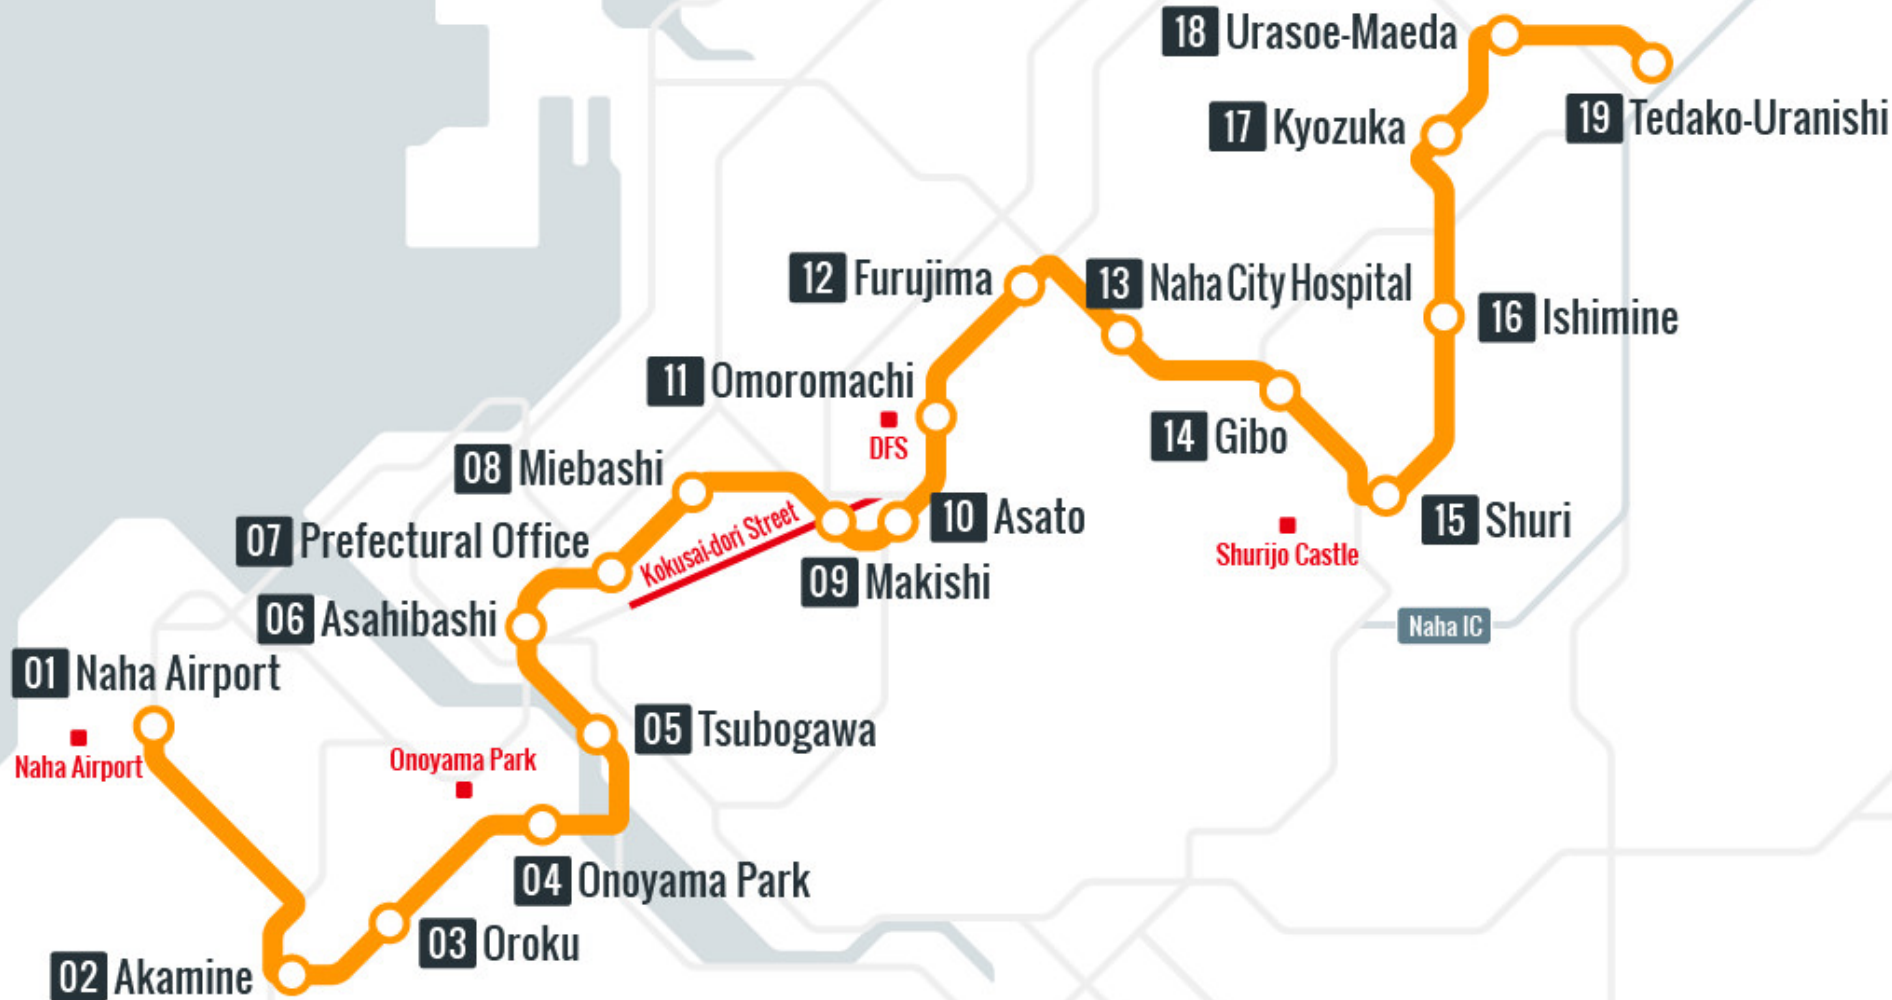 18 Urasoe-Maeda
19 Tedako-Uranishi
17 Kyozuka
12 Furujima
13 Naha City Hospital
16 Ishimine
11 Omoromachi
DFS
14 Gibo
08 Miebashi
10 Asato
15 Shuri
Kokusai-dori Street
07 Prefectural Office
Shurijo Castle
09 Makishi
06 Asahibashi
Naha IC
01 Naha Airport
05 Tsubogawa
Naha Airport
Onoyama Park
04 Onoyama Park
03 Oroku
02 Akamine